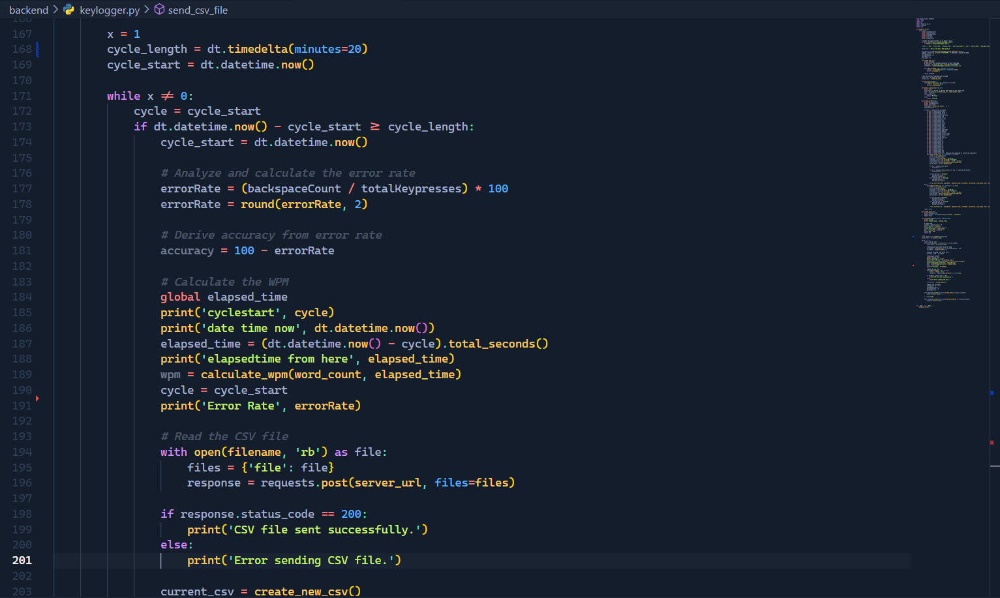 backend > keylogger.py > send_csv_file
167 x = 1
168 cycle_length = dt.timedelta(minutes=20)
169 cycle_start = dt.datetime.now()
170
171 while x ≠ 0:
172 cycle = cycle_start
173 if dt.datetime.now() - cycle_start ≥ cycle_length:
174 cycle_start = dt.datetime.now()
175
176 # Analyze and calculate the error rate
177 errorRate = (backspaceCount / totalKeypresses) * 100
178 errorRate = round(errorRate, 2)
179
180 # Derive accuracy from error rate
181 accuracy = 100 - errorRate
182
183 # Calculate the WPM
184 global elapsed_time
185 print('cyclestart', cycle)
186 print('date time now', dt.datetime.now())
187 elapsed_time = (dt.datetime.now() - cycle).total_seconds()
188 print('elapsedtime from here', elapsed_time)
189 wpm = calculate_wpm(word_count, elapsed_time)
190 cycle = cycle_start
191 print('Error Rate', errorRate)
192
193 # Read the CSV file
194 with open(filename, 'rb') as file:
195 files = {'file': file}
196 response = requests.post(server_url, files=files)
197
198 if response.status_code == 200:
199 print('CSV file sent successfully.')
200 else:
201 print('Error sending CSV file.')
202
203 current_csv = create_new_csv()